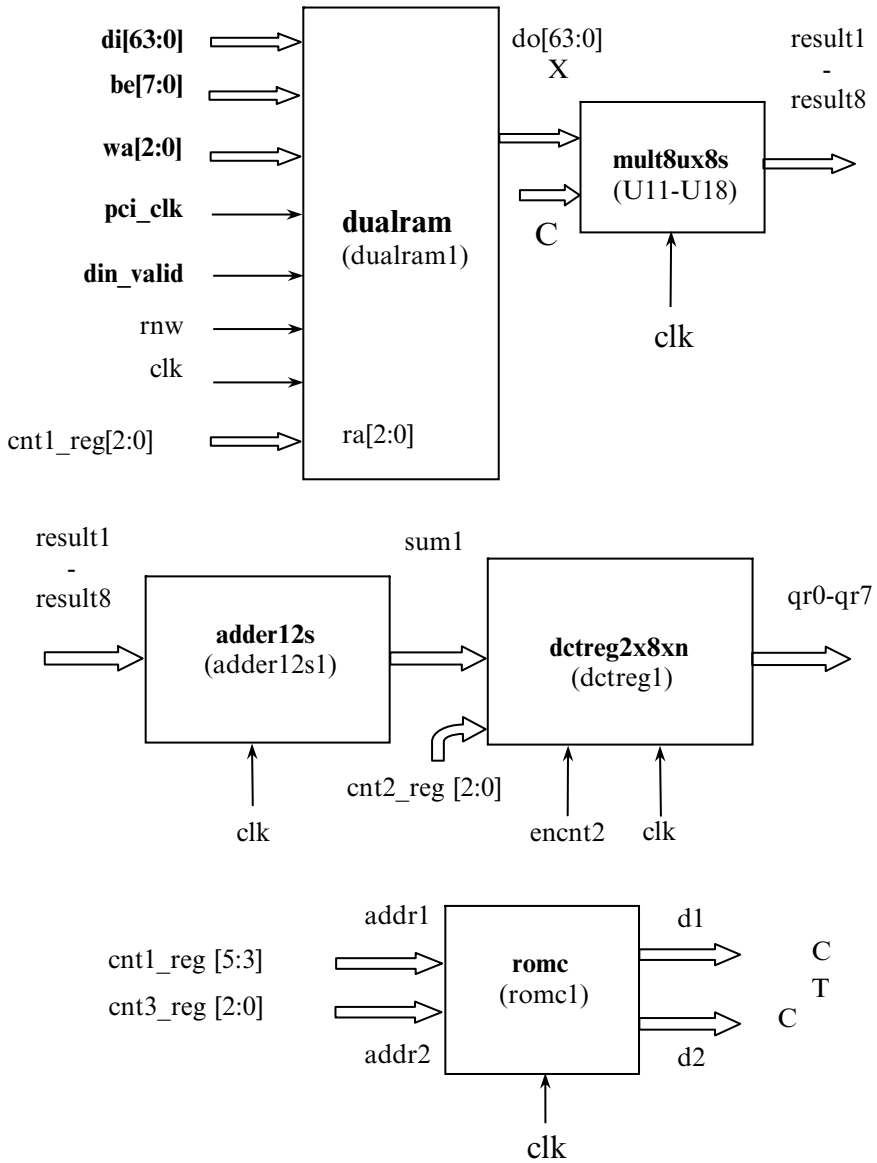 di[63:0]
be[7:0]
wa[2:0]
pci_clk
din_valid
rnw
clk
cnt1_reg[2:0]
dualram
(dualram1)
ra[2:0]
do[63:0]
X
C
mult8ux8s
(U11-U18)
clk
result1
-
result8
result1
-
result8
adder12s
(adder12s1)
clk
sum1
cnt2_reg [2:0]
dctreg2x8xn
(dctreg1)
encnt2
clk
qr0-qr7
cnt1_reg [5:3]
cnt3_reg [2:0]
addr1
addr2
romc
(romc1)
clk
d1
d2
C
T
C